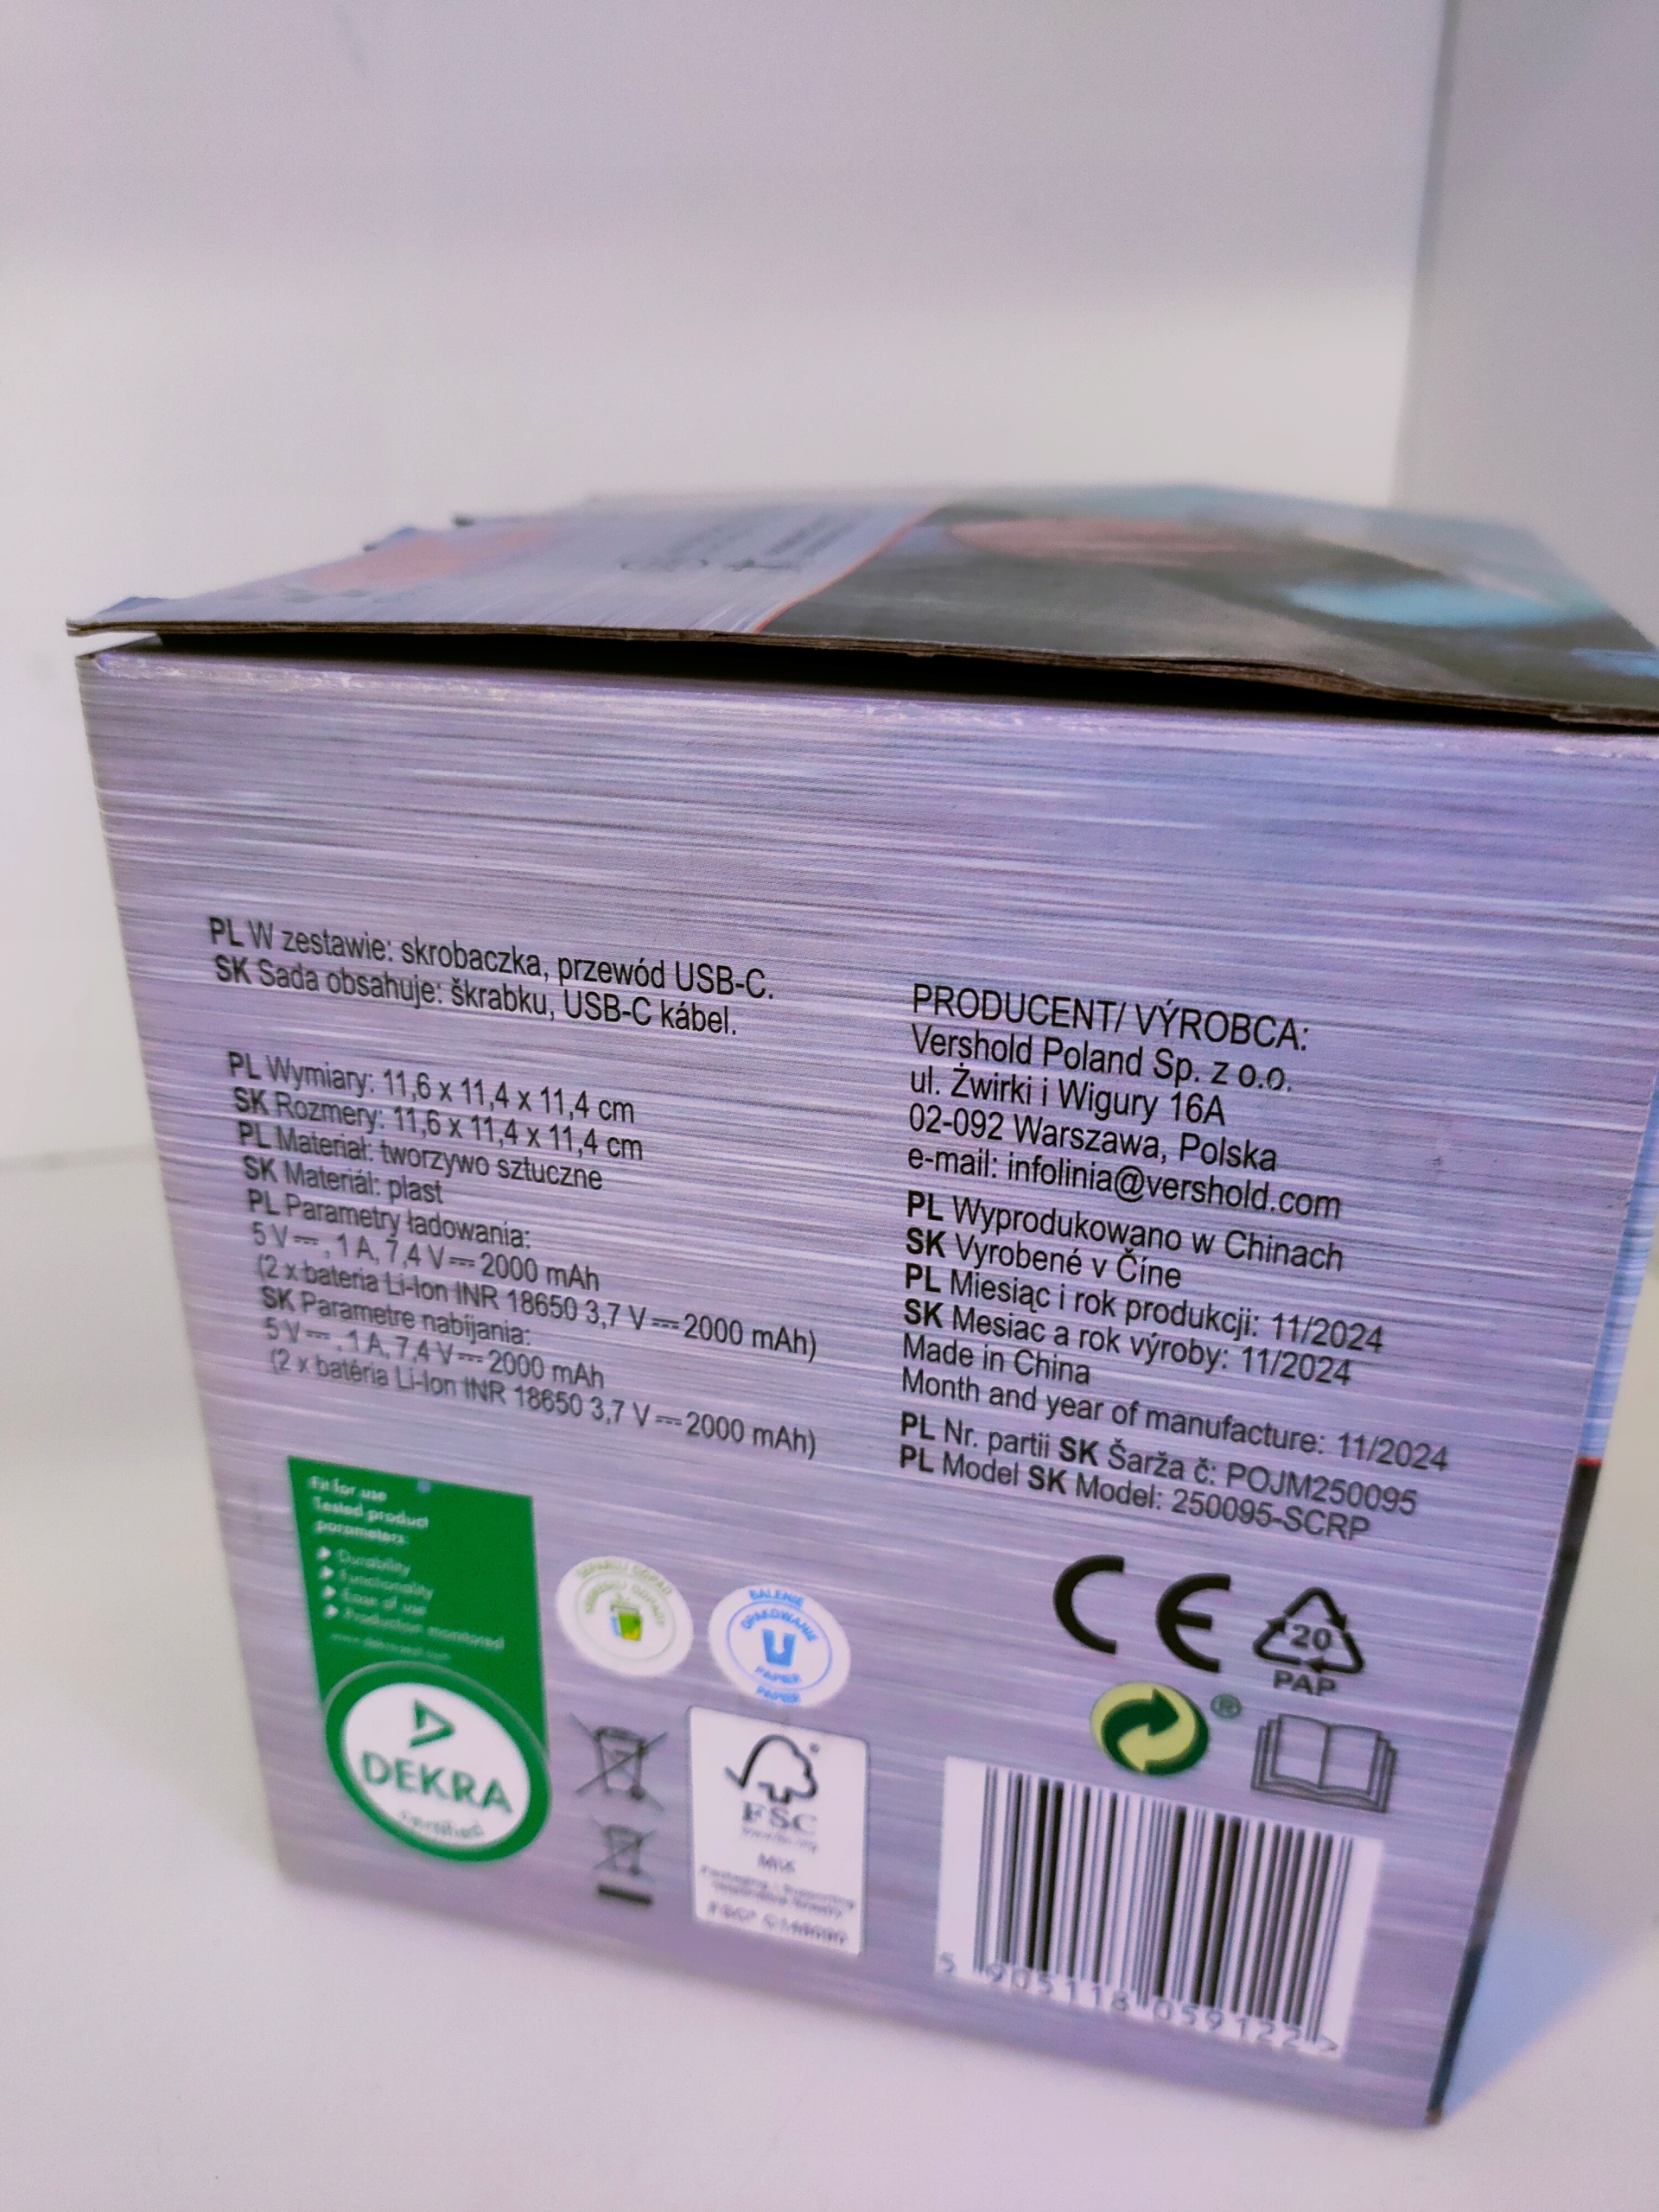 PL W zestawie: skrobaczka, przewód USB-C.
SK Sada obsahuje: škrabku, USB-C kábel.
PL Wymiary: 11,6 x 11,4 x 11,4 cm
SK Rozmery: 11,6 x 11,4 x 11,4 cm
PL Materiał: tworzywo sztuczne
SK Materiál: plast
PL Parametry ładowania:
5 V⎓, 1 A, 7,4 V⎓2000 mAh
(2 x bateria Li-Ion INR 18650 3,7 V⎓2000 mAh)
SK Parametre nabíjania:
5 V⎓, 1 A, 7,4 V⎓2000 mAh
(2 x batéria Li-Ion INR 18650 3,7 V⎓2000 mAh)
PRODUCENT/ VÝROBCA:
Vershold Poland Sp. z o.o.
ul. Żwirki i Wigury 16A
02-092 Warszawa, Polska
e-mail: infolinia@vershold.com
PL Wyprodukowano w Chinach
SK Vyrobené v Číne
PL Miesiąc i rok produkcji: 11/2024
SK Mesiac a rok výroby: 11/2024
Made in China
Month and year of manufacture: 11/2024
PL Nr. partii SK Šarža č: POJM250095
PL Model SK Model: 250095-SCRP
Fit for use
Tested product
parameters:
Durability
Functionality
Ease of use
Production monitored
DEKRA
Certified
BALENIE
OPAKOWANIE
PAPIER
PAPIER
FSC
MIX
CE
20
PAP
®
5 905118 059122 >